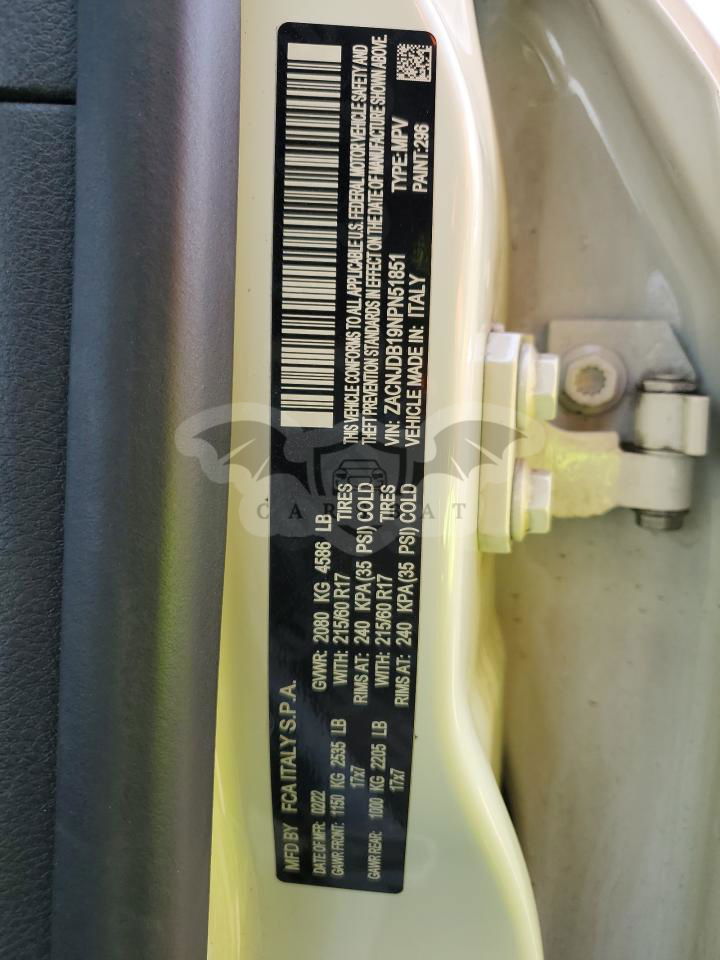 MFD BY FCA ITALY S.P.A.
DATE OF MFR: 02/22 GVWR: 2080 KG 4586 LB
GAWR FRONT: 1150 KG 2535 LB WITH: 215/60 R17 TIRES
17x7 RIMS AT: 240 KPA(35 PSI) COLD
GAWR REAR: 1000 KG 2205 LB WITH: 215/60 R17 TIRES
17x7 RIMS AT: 240 KPA(35 PSI) COLD
THIS VEHICLE CONFORMS TO ALL APPLICABLE U.S. FEDERAL MOTOR VEHICLE SAFETY AND
THEFT PREVENTION STANDARDS IN EFFECT ON THE DATE OF MANUFACTURE SHOWN ABOVE.
VIN: ZACNJDB19NPN51851 TYPE: MPV
VEHICLE MADE IN: ITALY PAINT: 296